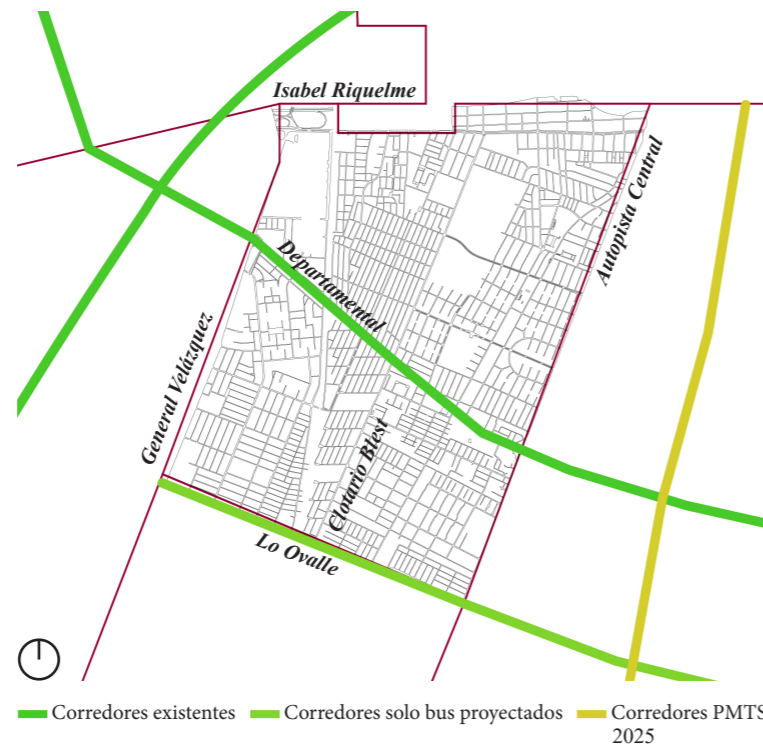 Isabel Riquelme
Autopista Central
Departamental
General Velázquez
Clotario Blest
Lo Ovalle
Corredores existentes
Corredores solo bus proyectados
Corredores PMTS
2025